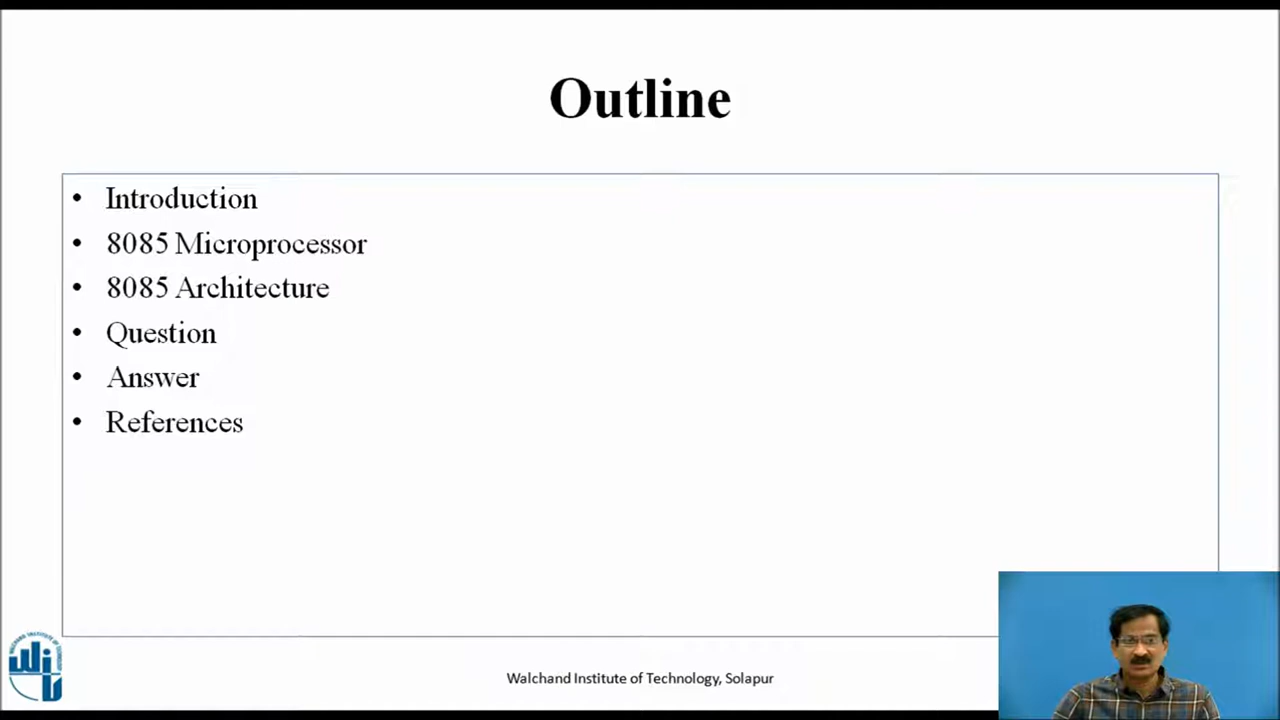 Outline
• Introduction
• 8085 Microprocessor
• 8085 Architecture
• Question
• Answer
• References
Walchand Institute of Technology, Solapur